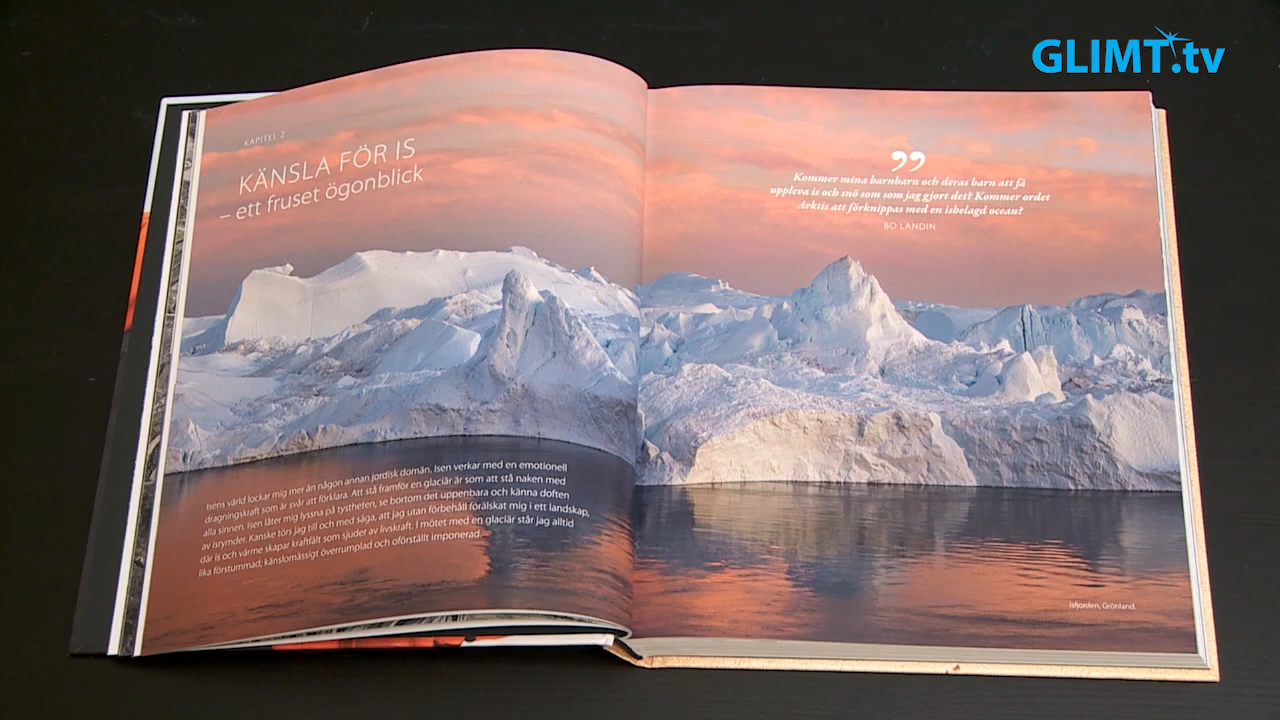 GLIMT.tv
KAPITEL 2
KÄNSLA FÖR IS
– ett fruset ögonblick
Isens värld lockar mig mer än någon annan jordisk domän. Isen verkar med en emotionell
dragningskraft som är svår att förklara. Att stå framför en glaciär är som att stå naken med
alla sinnen. Isen låter mig lyssna på tystheten, se bortom det uppenbara och känna doften
av isrymder. Kanske törs jag till och med säga, att jag utan förbehåll förälskat mig i ett landskap,
där is och värme skapar kraftfält som sjuder av livskraft. I mötet med en glaciär står jag alltid
lika förstummad; känslomässigt överrumplad och oförställt imponerad.
”
Kommer mina barnbarn och deras barn att få
uppleva is och snö som som jag gjort det? Kommer ordet
Arktis att förknippas med en isbelagd ocean?
BO LANDIN
Isfjorden, Grönland.